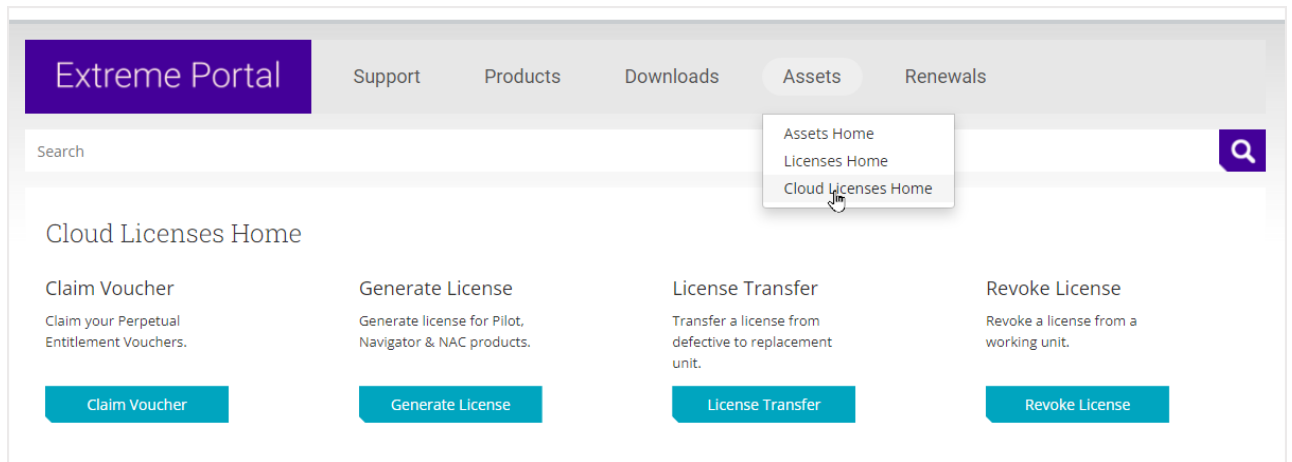 Extreme Portal
Support
Products
Downloads
Assets
Renewals
Assets Home
Licenses Home
Cloud Licenses Home
Search
Cloud Licenses Home
Claim Voucher
Claim your Perpetual
Entitlement Vouchers.
Claim Voucher
Generate License
Generate license for Pilot,
Navigator & NAC products.
Generate License
License Transfer
Transfer a license from
defective to replacement
unit.
License Transfer
Revoke License
Revoke a license from a
working unit.
Revoke License